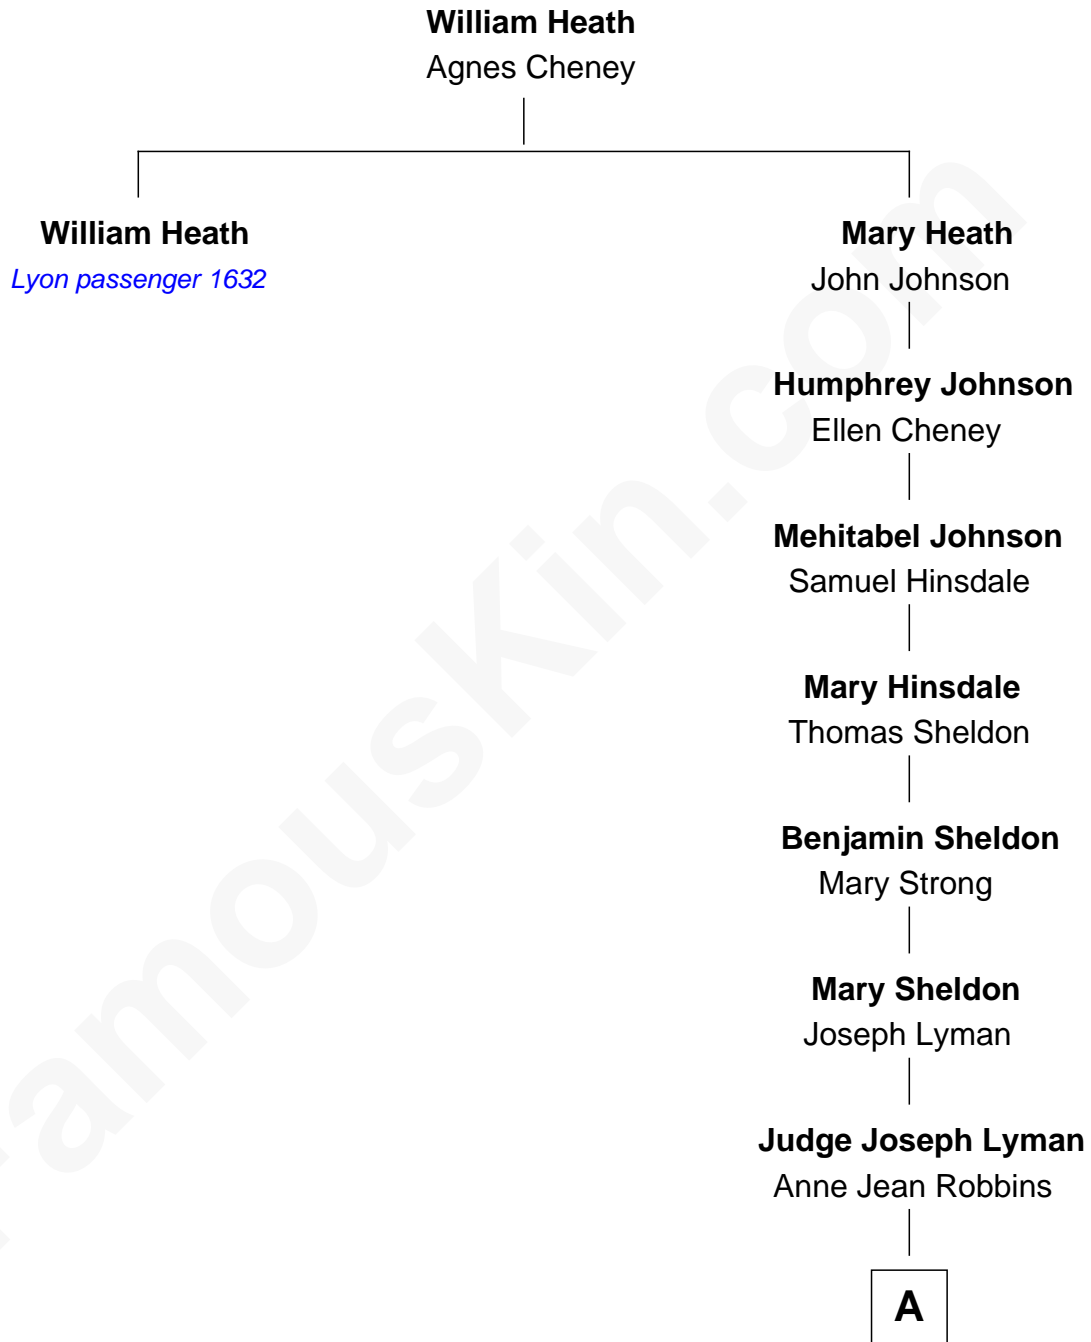 William Heath
Agnes Cheney
William Heath
Lyon passenger 1632
Mary Heath
John Johnson
Humphrey Johnson
Ellen Cheney
Mehitabel Johnson
Samuel Hinsdale
Mary Hinsdale
Thomas Sheldon
Benjamin Sheldon
Mary Strong
Mary Sheldon
Joseph Lyman
Judge Joseph Lyman
Anne Jean Robbins
A
FamousKin.com